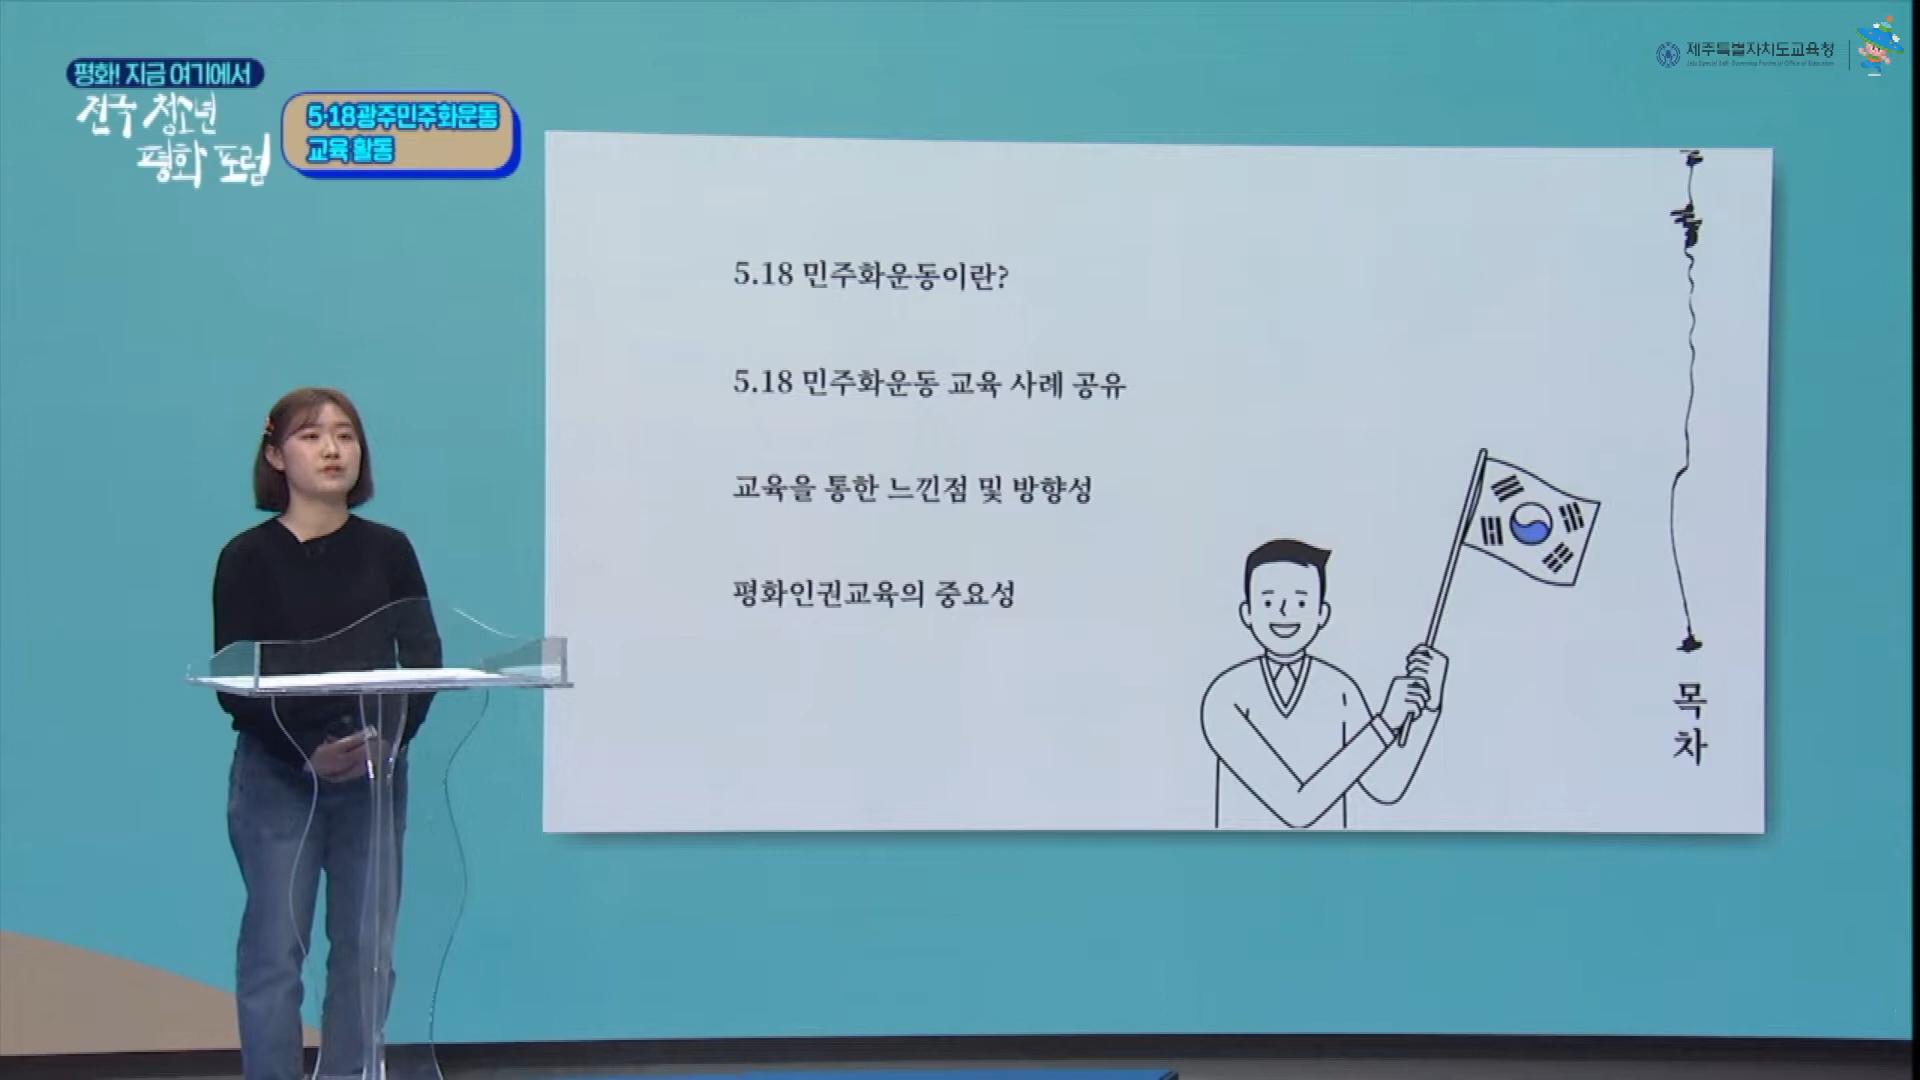 평화! 지금 여기에서
전국 청소년
평화 포럼
5·18광주민주화운동
교육 활동
제주특별자치도교육청
5.18 민주화운동이란?
5.18 민주화운동 교육 사례 공유
교육을 통한 느낀점 및 방향성
평화인권교육의 중요성
목
차